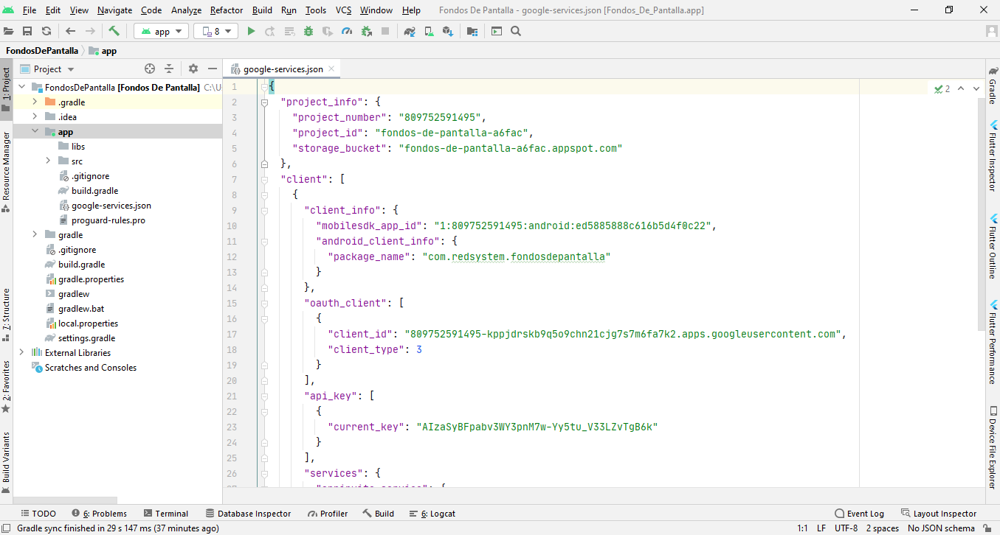 File Edit View Navigate Code Analyze Refactor Build Run Tools VCS Window Help Fondos De Pantalla - google-services.json [Fondos_De_Pantalla.app]
app 8
FondosDePantalla app
Project
google-services.json
1: Project
Resource Manager
7: Structure
2: Favorites
Build Variants
FondosDePantalla [Fondos De Pantalla] C:\U
.gradle
.idea
app
libs
src
.gitignore
build.gradle
google-services.json
proguard-rules.pro
gradle
.gitignore
build.gradle
gradle.properties
gradlew
gradlew.bat
local.properties
settings.gradle
External Libraries
Scratches and Consoles
2
1 {
2 "project_info": {
3 "project_number": "809752591495",
4 "project_id": "fondos-de-pantalla-a6fac",
5 "storage_bucket": "fondos-de-pantalla-a6fac.appspot.com"
6 },
7 "client": [
8 {
9 "client_info": {
10 "mobilesdk_app_id": "1:809752591495:android:ed5885888c616b5d4f0c22",
11 "android_client_info": {
12 "package_name": "com.redsystem.fondosdepantalla"
13 }
14 },
15 "oauth_client": [
16 {
17 "client_id": "809752591495-kppjdrskb9q5o9chn21cjg7s7m6fa7k2.apps.googleusercontent.com",
18 "client_type": 3
19 }
20 ],
21 "api_key": [
22 {
23 "current_key": "AIzaSyBFpabv3WY3pnM7w-Yy5tu_V33LZvTgB6k"
24 }
25 ],
26 "services": {
Gradle
Flutter Inspector
Flutter Outline
Flutter Performance
Device File Explorer
TODO 6: Problems Terminal Database Inspector Profiler Build 6: Logcat Event Log Layout Inspector
Gradle sync finished in 29 s 147 ms (37 minutes ago) 1:1 LF UTF-8 2 spaces No JSON schema